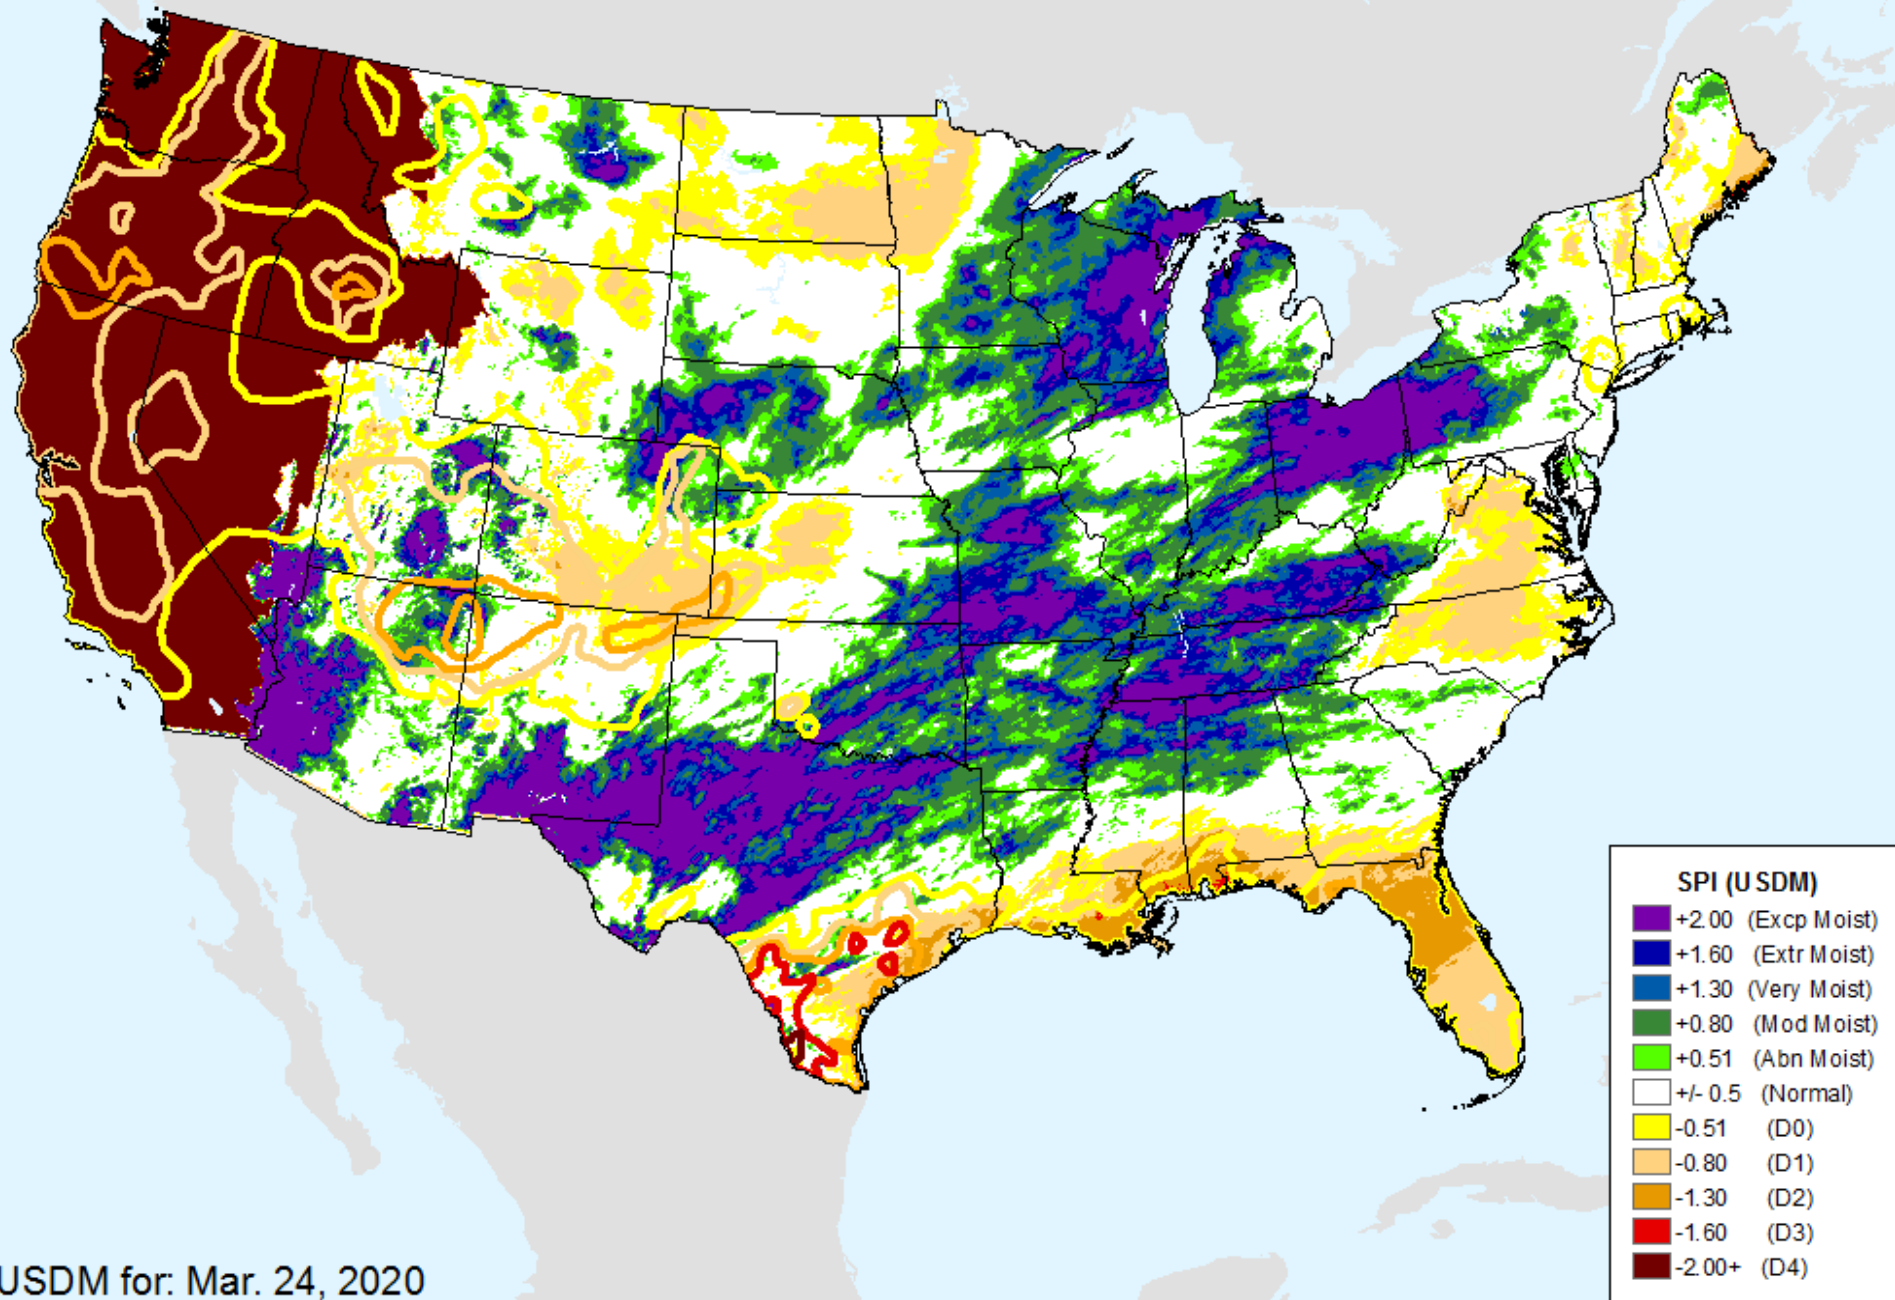 SPI (USDM)
+2.00 (Excp Moist)
+1.60 (Extr Moist)
+1.30 (Very Moist)
+0.80 (Mod Moist)
+0.51 (Abn Moist)
+/- 0.5 (Normal)
-0.51 (D0)
-0.80 (D1)
-1.30 (D2)
-1.60 (D3)
-2.00+ (D4)
USDM for: Mar. 24, 2020